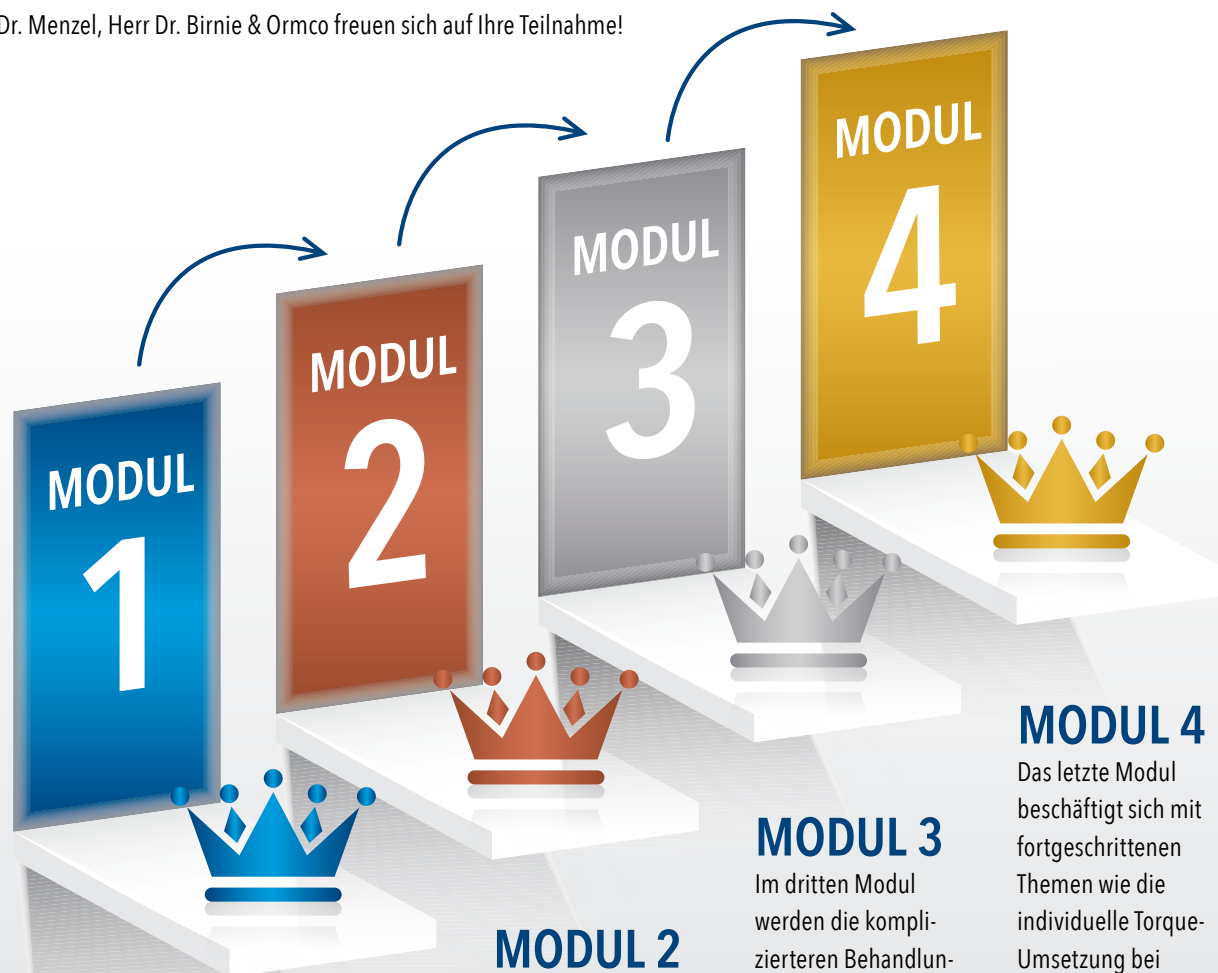 Dr. Menzel, Herr Dr. Birnie & Ormco freuen sich auf Ihre Teilnahme!
MODUL
1
MODUL
2
MODUL
3
MODUL
4
MODUL 2
MODUL 3
Im dritten Modul
werden die kompli-
zierteren Behandlun-
MODUL 4
Das letzte Modul
beschäftigt sich mit
fortgeschrittenen
Themen wie die
individuelle Torque-
Umsetzung bei